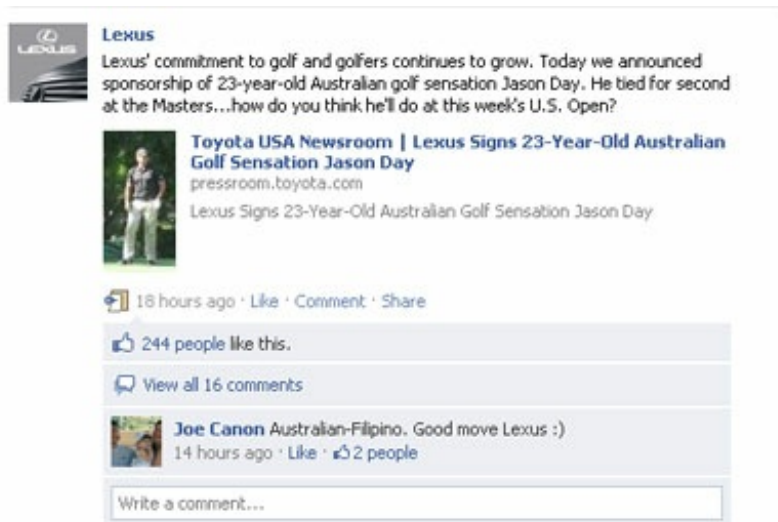 LEXUS
Lexus
Lexus' commitment to golf and golfers continues to grow. Today we announced
sponsorship of 23-year-old Australian golf sensation Jason Day. He tied for second
at the Masters...how do you think he'll do at this week's U.S. Open?
Toyota USA Newsroom | Lexus Signs 23-Year-Old Australian
Golf Sensation Jason Day
pressroom.toyota.com
Lexus Signs 23-Year-Old Australian Golf Sensation Jason Day
18 hours ago · Like · Comment · Share
244 people like this.
View all 16 comments
Joe Canon Australian-Filipino. Good move Lexus :)
14 hours ago · Like · 2 people
Write a comment...